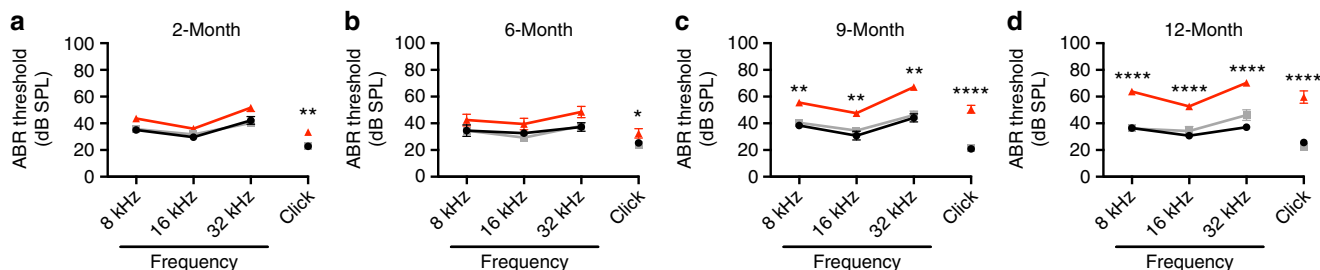 a
2-Month
ABR threshold
(dB SPL)
100
80
60
40
20
0
**
8 kHz
16 kHz
32 kHz
Click
Frequency
b
6-Month
ABR threshold
(dB SPL)
100
80
60
40
20
0
*
8 kHz
16 kHz
32 kHz
Click
Frequency
c
9-Month
ABR threshold
(dB SPL)
100
80
60
40
20
0
**
**
**
****
8 kHz
16 kHz
32 kHz
Click
Frequency
d
12-Month
ABR threshold
(dB SPL)
100
80
60
40
20
0
****
****
****
****
8 kHz
16 kHz
32 kHz
Click
Frequency